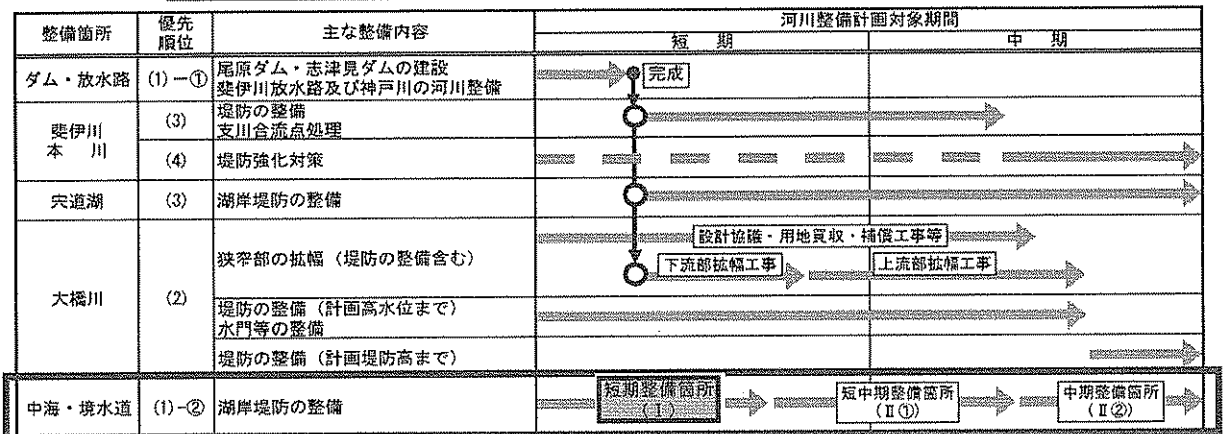 整備箇所
優先
順位
主な整備内容
河川整備計画対象期間
短 期
中 期
ダム・放水路
(1)-①
尾原ダム・志津見ダムの建設
斐伊川放水路及び神戸川の河川整備
完成
斐伊川
本 川
(3)
堤防の整備
支川合流点処理
(4)
堤防強化対策
宍道湖
(3)
湖岸堤防の整備
大橋川
(2)
狭窄部の拡幅(堤防の整備含む)
設計協議・用地買収・補償工事等
下流部拡幅工事
上流部拡幅工事
堤防の整備(計画高水位まで)
水門等の整備
堤防の整備(計画堤防高まで)
中海・境水道
(1)-②
湖岸堤防の整備
短期整備箇所
(Ⅰ)
短中期整備箇所
(Ⅱ①)
中期整備箇所
(Ⅱ②)